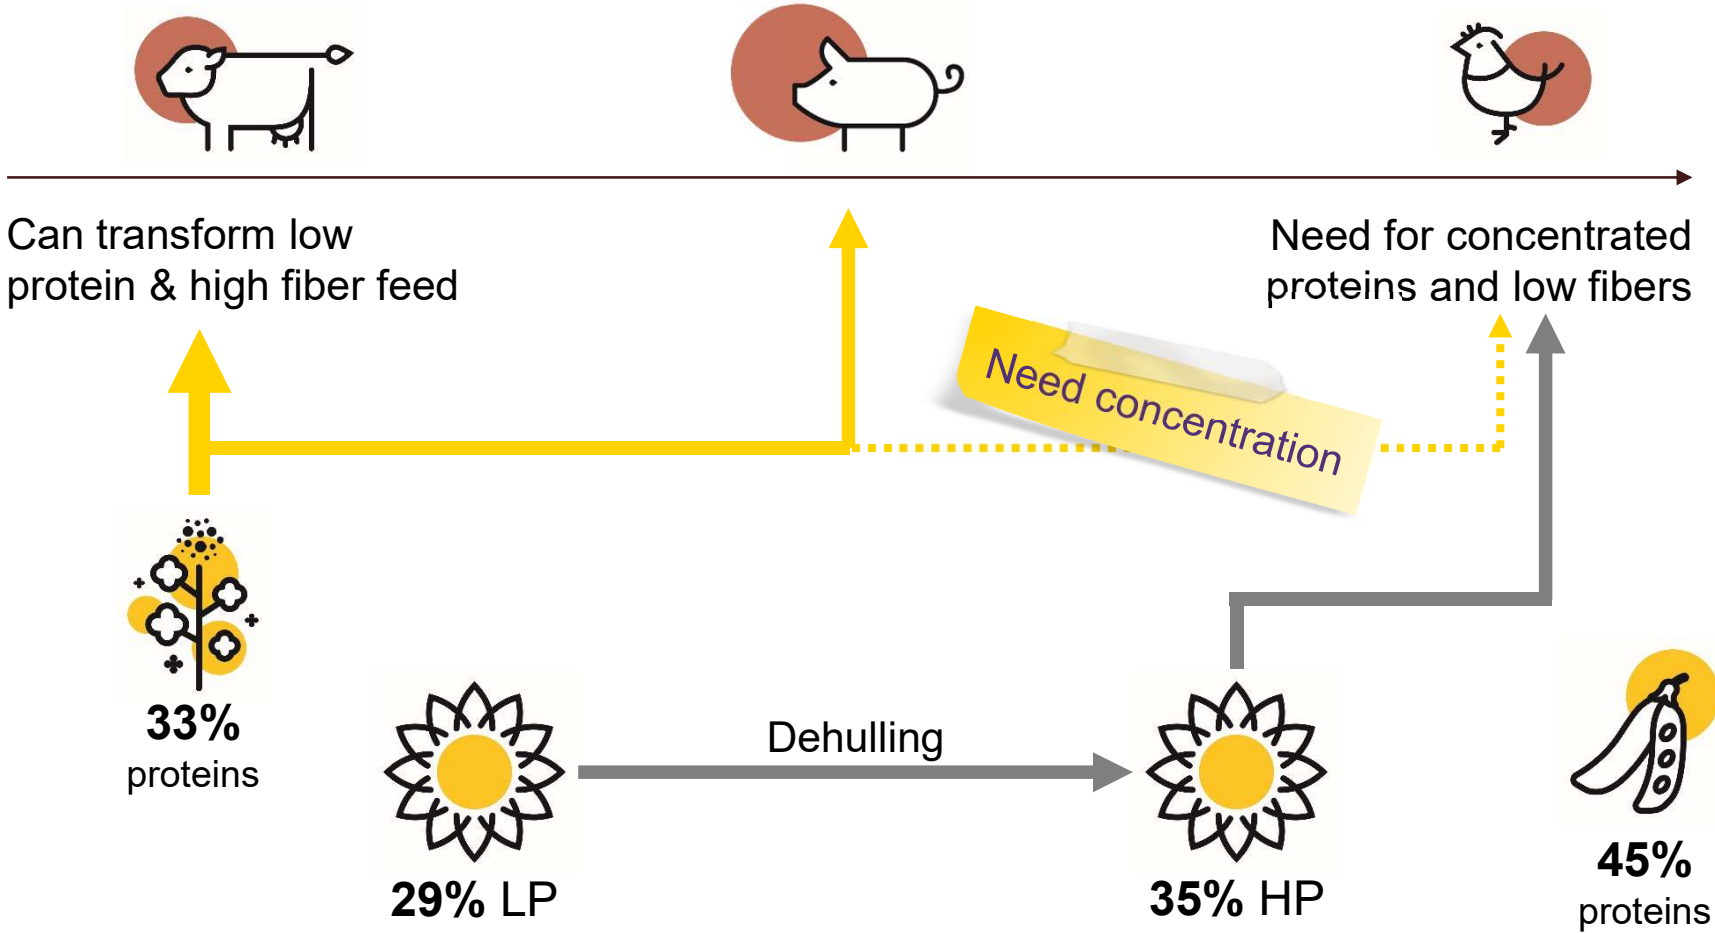 Can transform low
protein & high fiber feed
Need for concentrated
proteins and low fibers
Need concentration
33%
proteins
Dehulling
29% LP
35% HP
45%
proteins